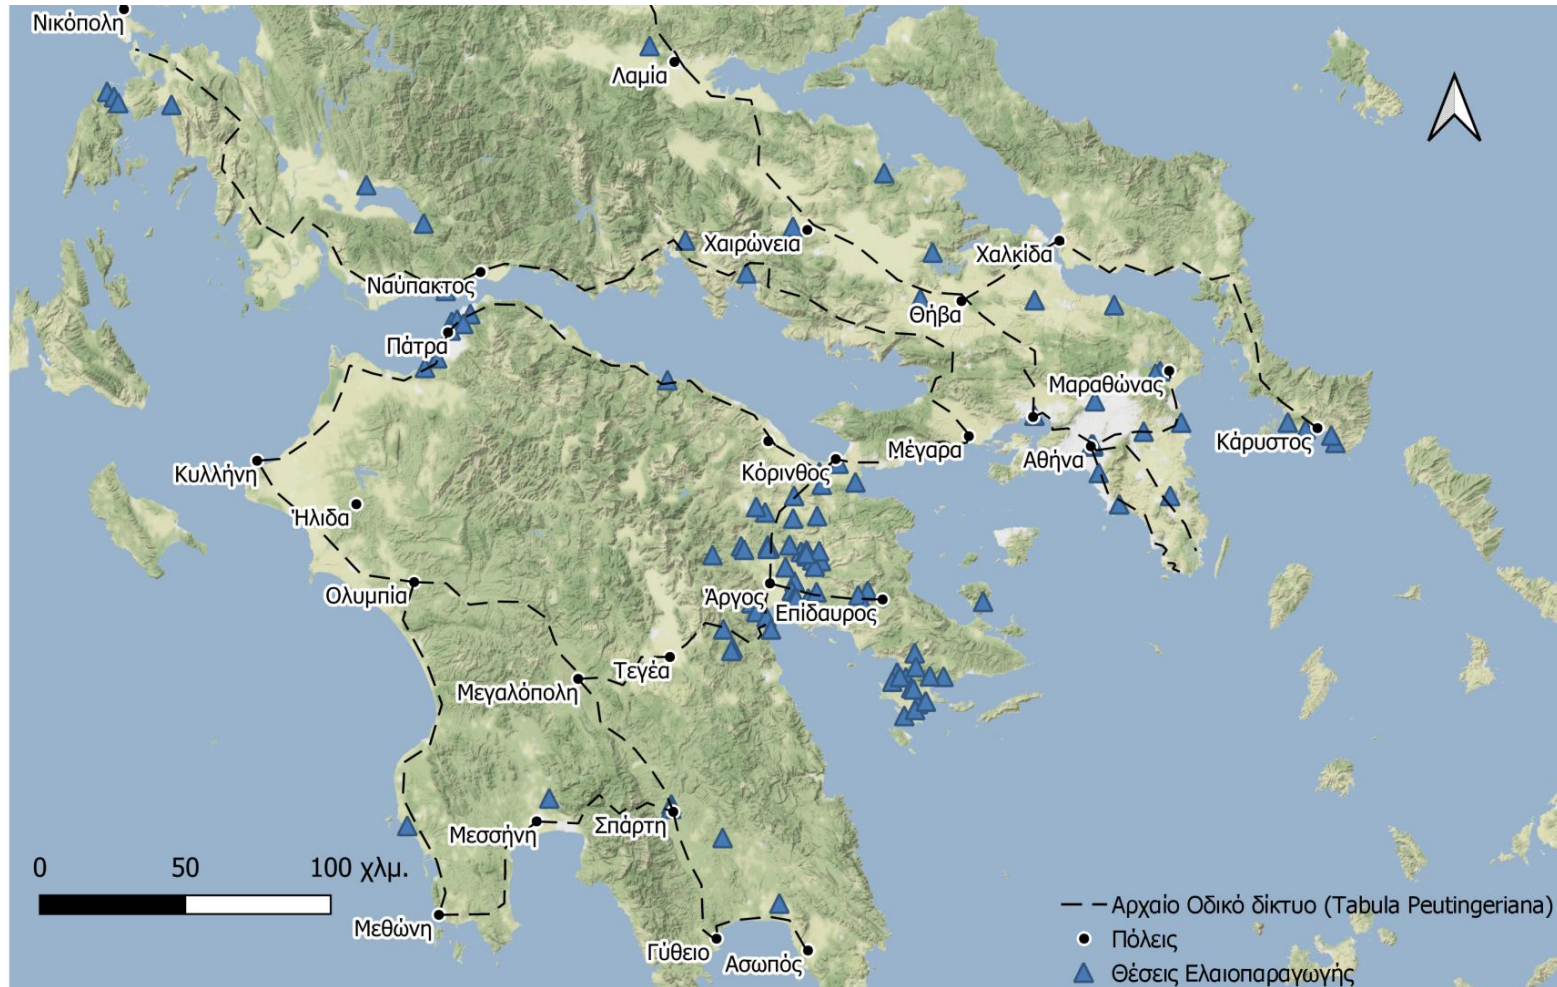 Νικόπολη
Λαμία
Χαιρώνεια
Χαλκίδα
Ναύπακτος
Θήβα
Πάτρα
Μαραθώνας
Κάρυστος
Μέγαρα
Αθήνα
Κυλλήνη
Κόρινθος
Ήλιδα
Ολυμπία
Άργος
Επίδαυρος
Τεγέα
Μεγαλόπολη
Μεσσήνη
Σπάρτη
0 50 100 χλμ.
Μεθώνη
Γύθειο
Ασωπός
Αρχαίο Οδικό δίκτυο (Tabula Peutingeriana)
Πόλεις
Θέσεις Ελαιοπαραγωγής